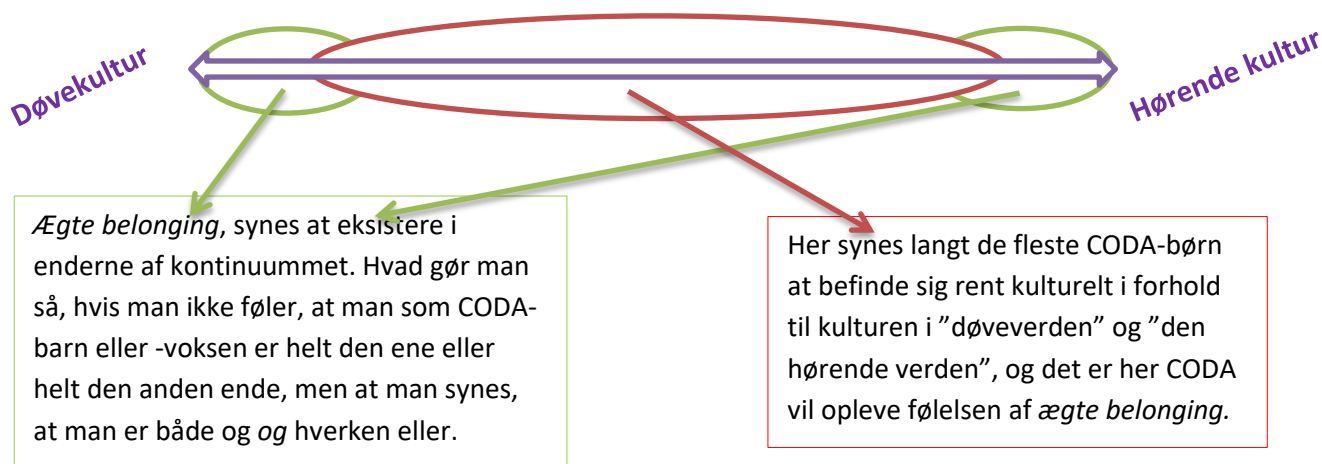 Døvekultur
Hørende kultur
Ægte belonging, synes at eksistere i
enderne af kontinuummet. Hvad gør man
så, hvis man ikke føler, at man som CODA-
barn eller -voksen er helt den ene eller
helt den anden ende, men at man synes,
at man er både og og hverken eller.
Her synes langt de fleste CODA-børn
at befinde sig rent kulturelt i forhold
til kulturen i ”døveverden” og ”den
hørende verden”, og det er her CODA
vil opleve følelsen af ægte belonging.